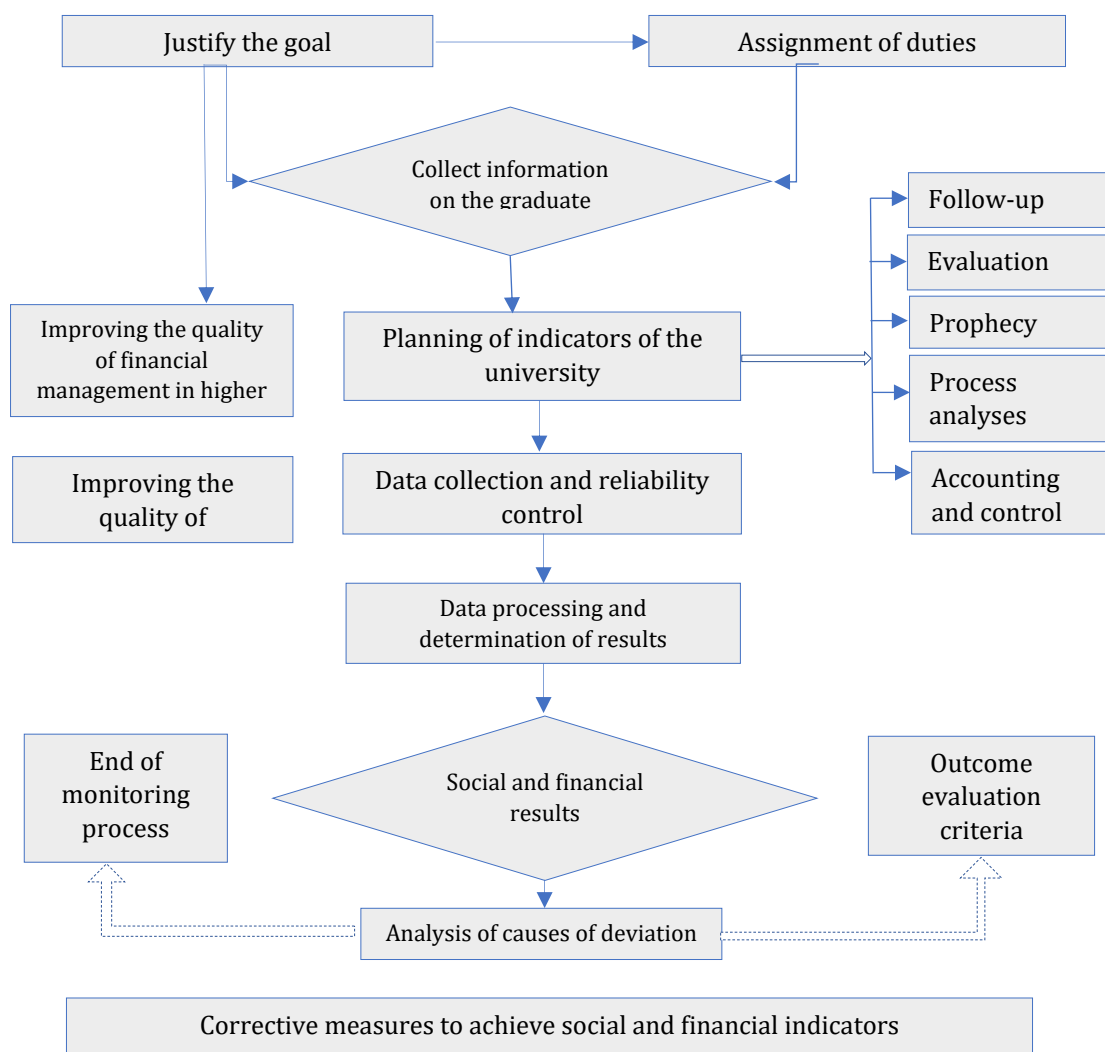 Justify the goal
Assignment of duties
Collect information
on the graduate
Follow-up
Evaluation
Prophecy
Process
analyses
Accounting
and control
Improving the quality
of financial
management in higher
Planning of indicators of the
university
Improving the
quality of
Data collection and reliability
control
Data processing and
determination of results
End of
monitoring
process
Social and financial
results
Outcome
evaluation
criteria
Analysis of causes of deviation
Corrective measures to achieve social and financial indicators